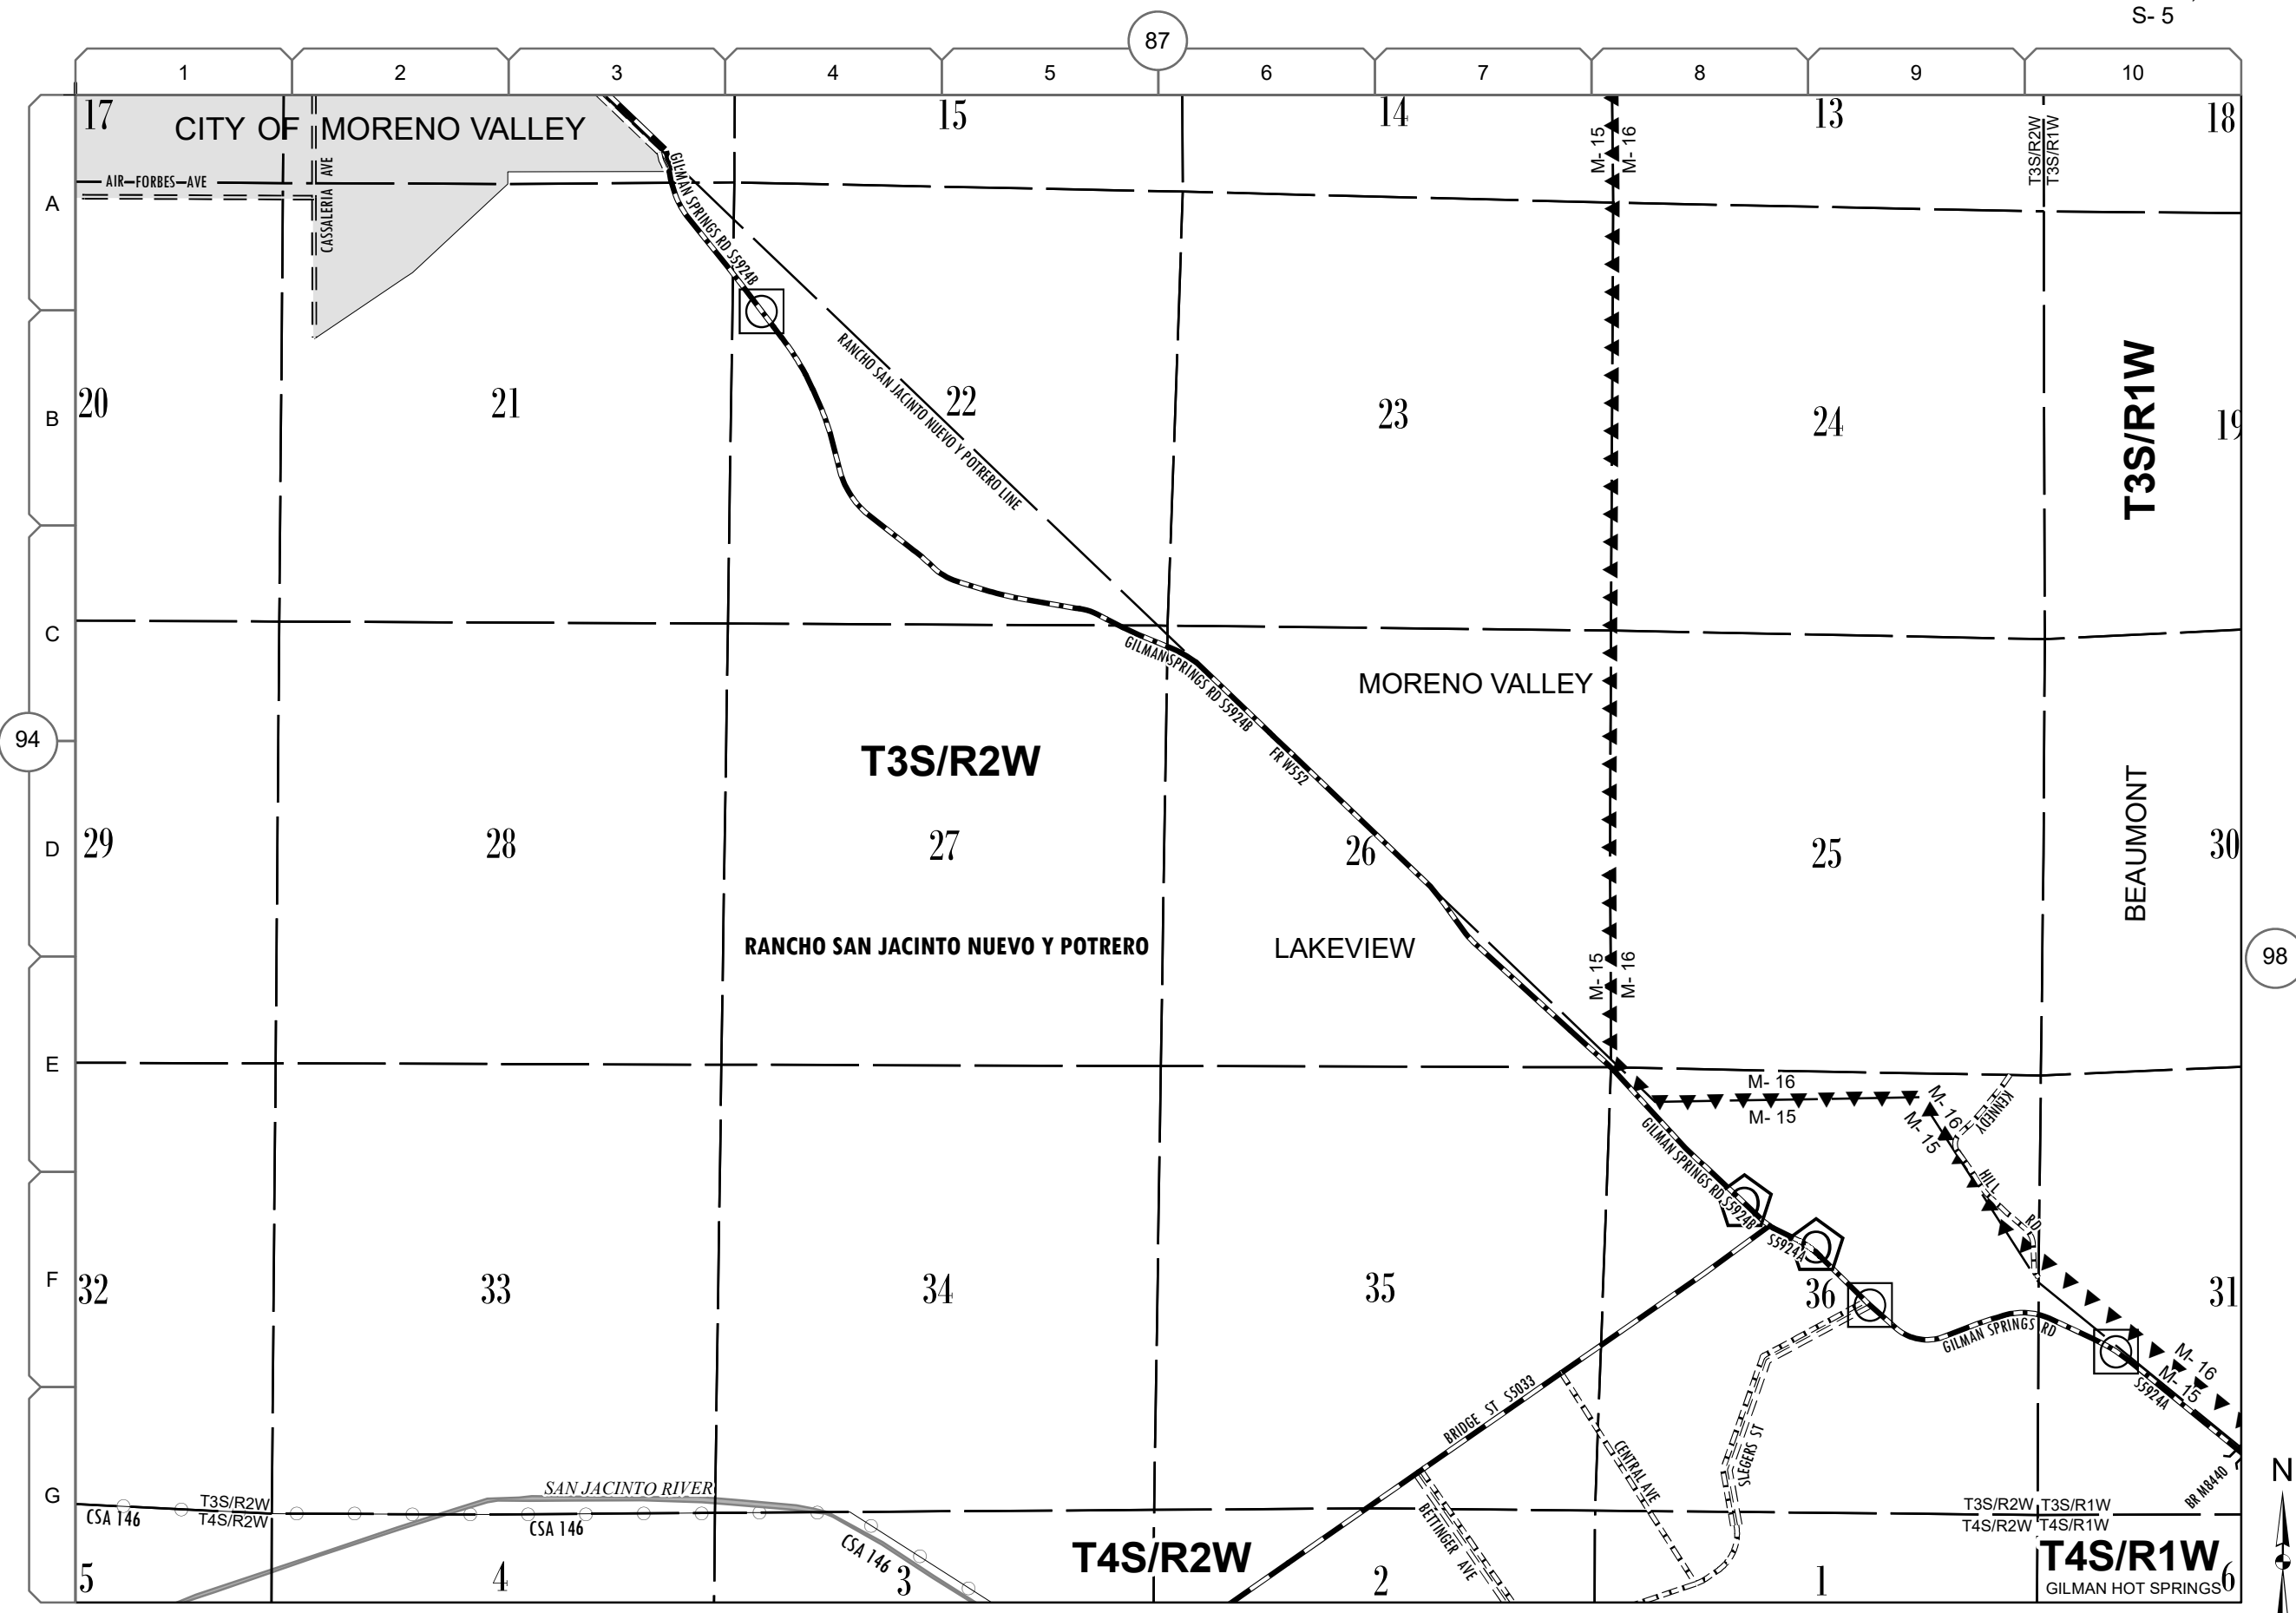 S- 5
87
1 2 3 4 5 6 7 8 9 10
17 15 14 13 18
CITY OF MORENO VALLEY
M- 15 M- 16
T3S/R2W T3S/R1W
AIR-FORBES-AVE
CASSALERIA AVE
A
GILMAN SPRINGS RD S5924B
RANCHO SAN JACINTO NUEVO Y POTRERO LINE
T3S/R1W
B
20 21 22 23 24 19
C
GILMAN SPRINGS RD S5924B
MORENO VALLEY
94
FR W552
T3S/R2W
BEAUMONT
D
29 28 27 26 25 30
RANCHO SAN JACINTO NUEVO Y POTRERO
LAKEVIEW
98
M- 15 M- 16
E
M- 16
M- 15
M- 16
M- 15
KENNEDY
HILL
RD
GILMAN SPRINGS RD S5924B
S5924A
F
32 33 34 35 36 31
GILMAN SPRINGS RD
M- 16
M- 15
S5924A
BRIDGE ST S5033
CENTRAL AVE
SLEGERS ST
BETTINGER AVE
BR M8440
N
G
SAN JACINTO RIVER
T3S/R2W
T4S/R2W
CSA 146
CSA 146
CSA 146
T3S/R2W T3S/R1W
T4S/R2W T4S/R1W
T4S/R2W
T4S/R1W
5 4 3 2 1 6
GILMAN HOT SPRINGS